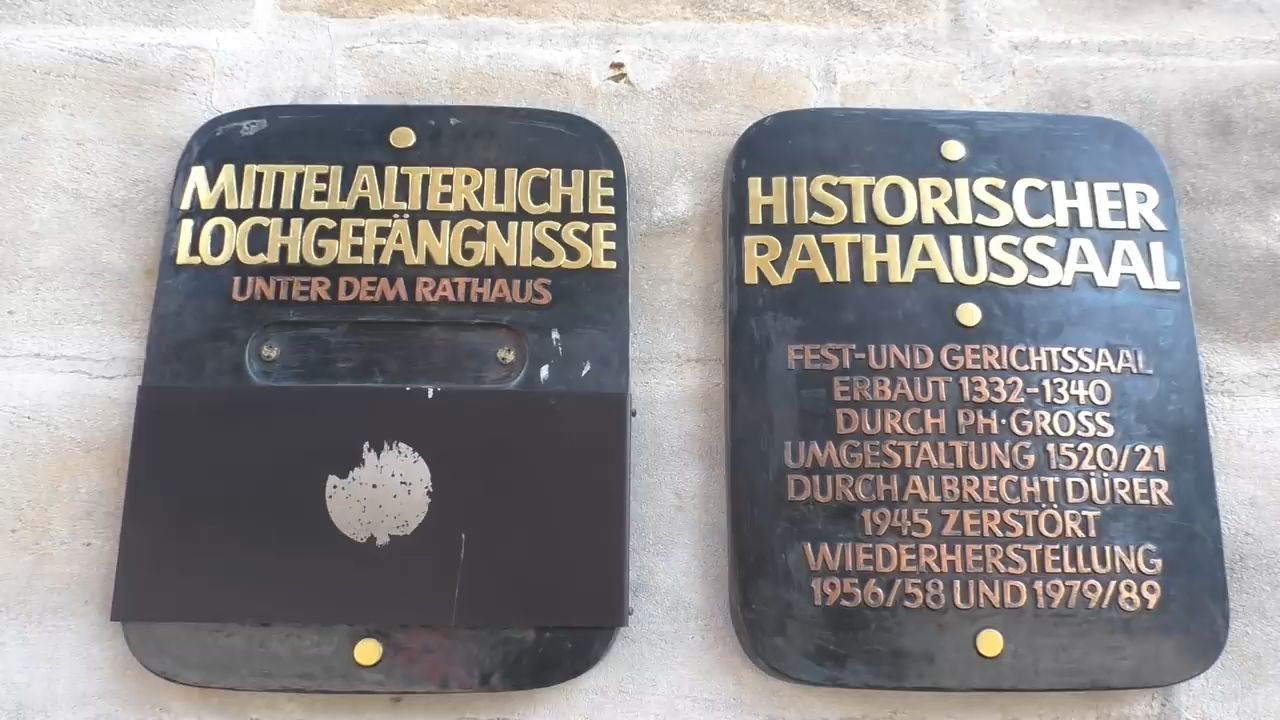 MITTELALTERLICHE
LOCHGEFÄNGNISSE
UNTER DEM RATHAUS
HISTORISCHER
RATHAUSSAAL
FEST-UND GERICHTSSAAL
ERBAUT 1332-1340
DURCH PH·GROSS
UMGESTALTUNG 1520/21
DURCH ALBRECHT DÜRER
1945 ZERSTÖRT
WIEDERHERSTELLUNG
1956/58 UND 1979/89